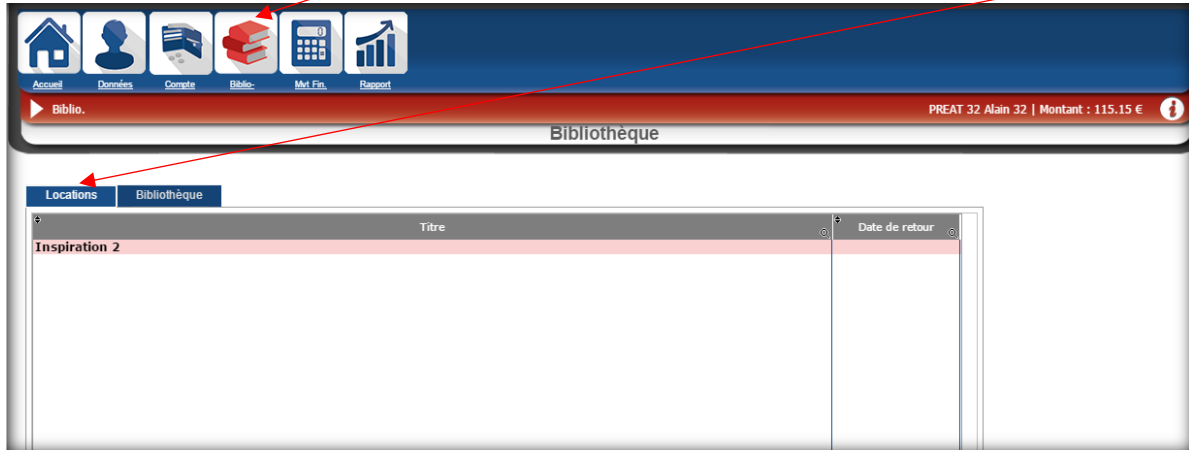 Accueil Données Compte Biblio- Mvt Fin. Rapport
Biblio. PREAT 32 Alain 32 | Montant : 115.15 €
Bibliothèque
Locations Bibliothèque
Titre Date de retour
Inspiration 2